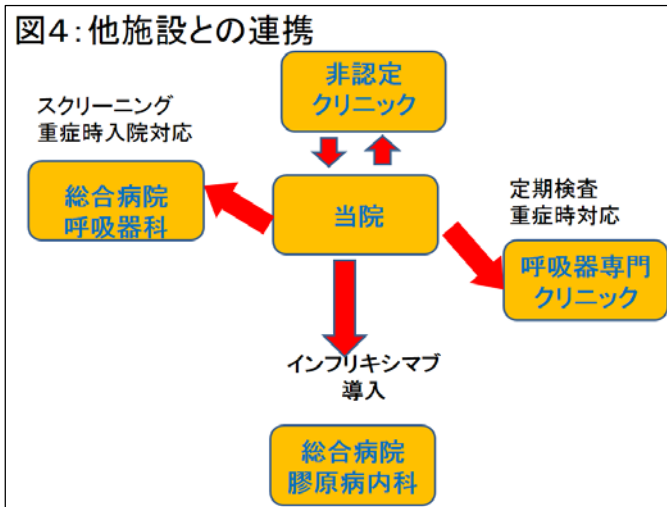 図4:他施設との連携
非認定
クリニック
スクリーニング
重症時入院対応
総合病院
呼吸器科
当院
定期検査
重症時対応
呼吸器専門
クリニック
インフリキシマブ
導入
総合病院
膠原病内科